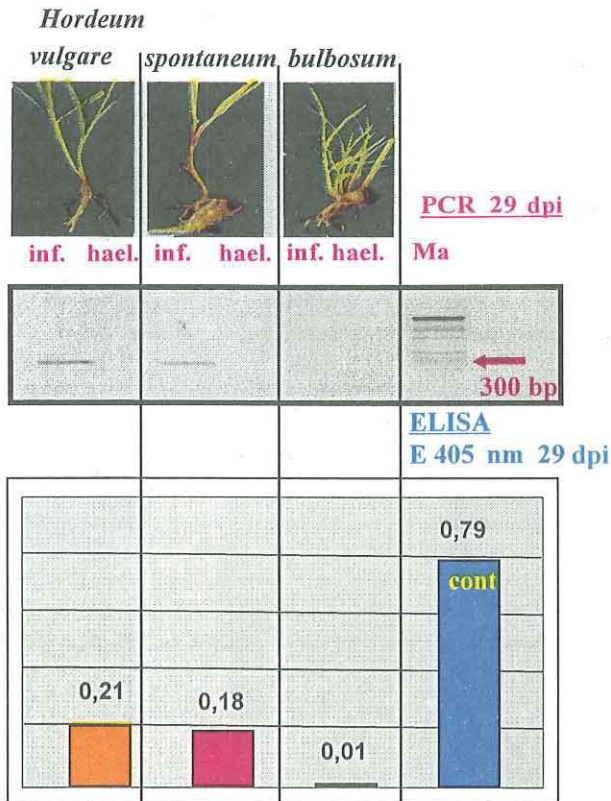 Hordeum
vulgare spontaneum bulbosum
PCR 29 dpi
inf. hael. inf. hael. inf. hael. Ma
300 bp
ELISA
E 405 nm 29 dpi
0,79
cont
0,21
0,18
0,01